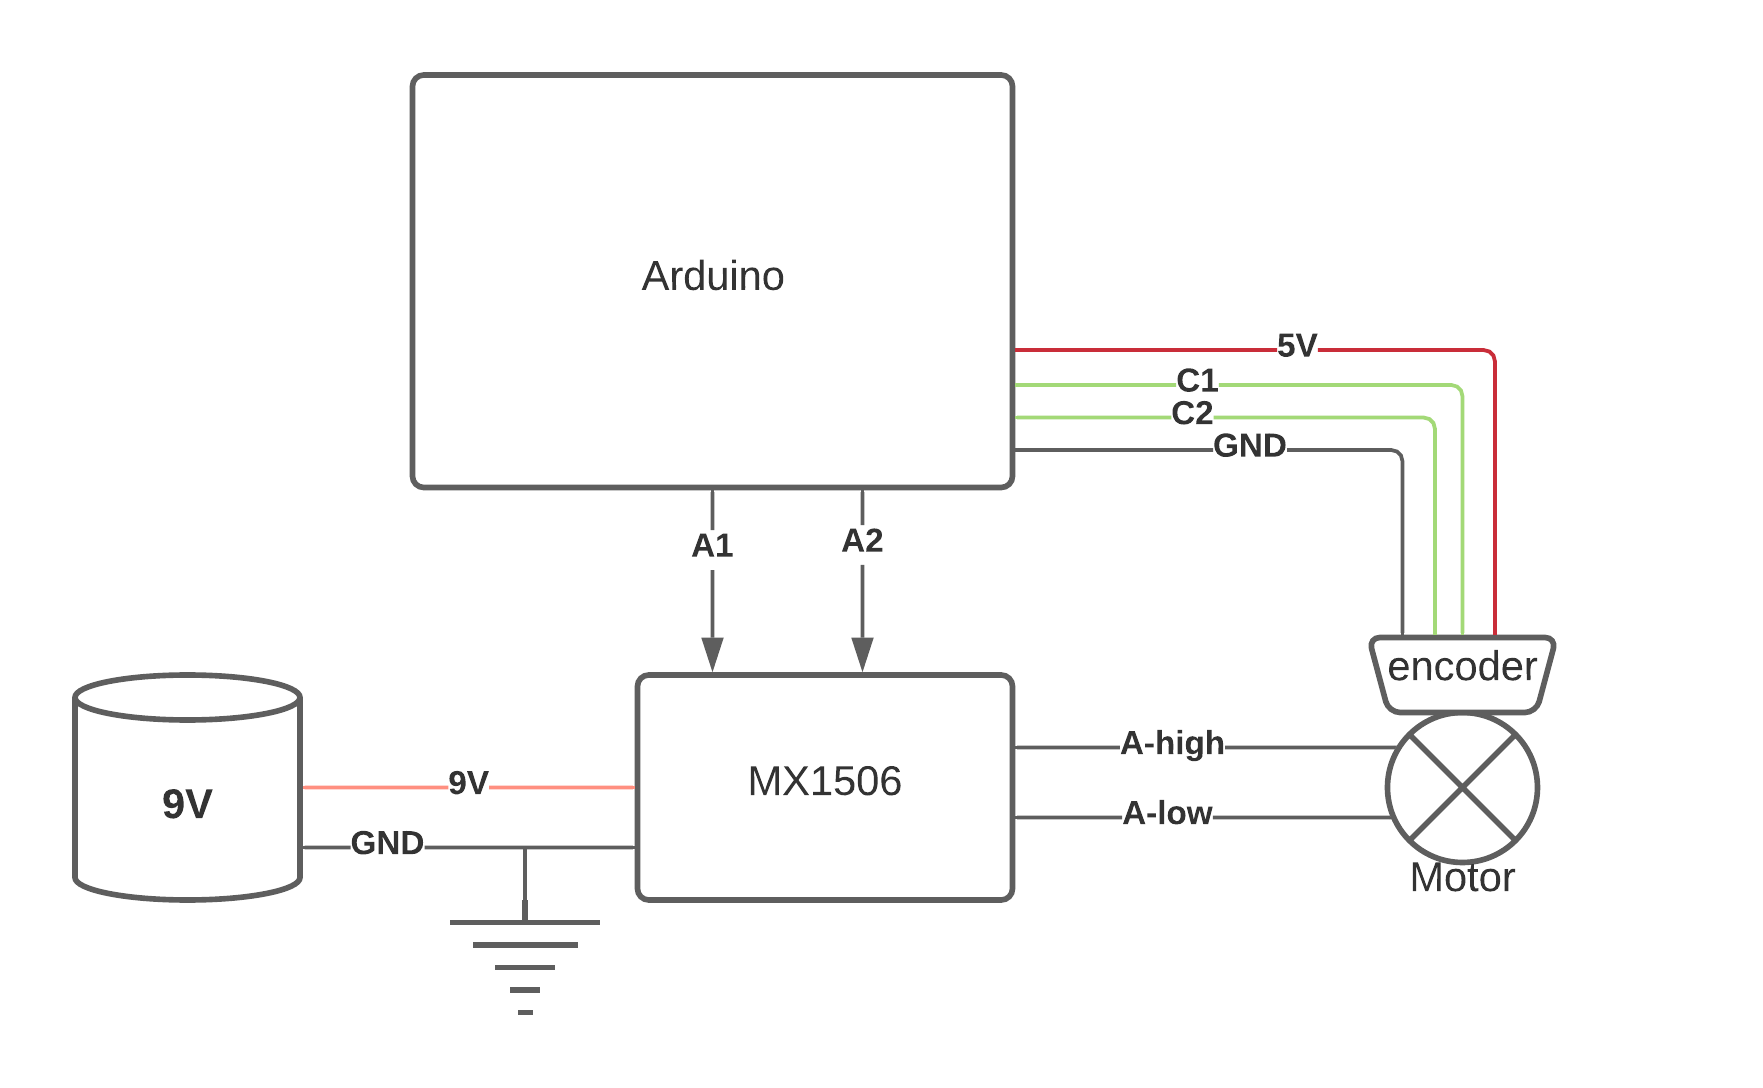 Arduino
5V
C1
C2
GND
A1
A2
encoder
9V
9V
GND
MX1506
A-high
A-low
Motor